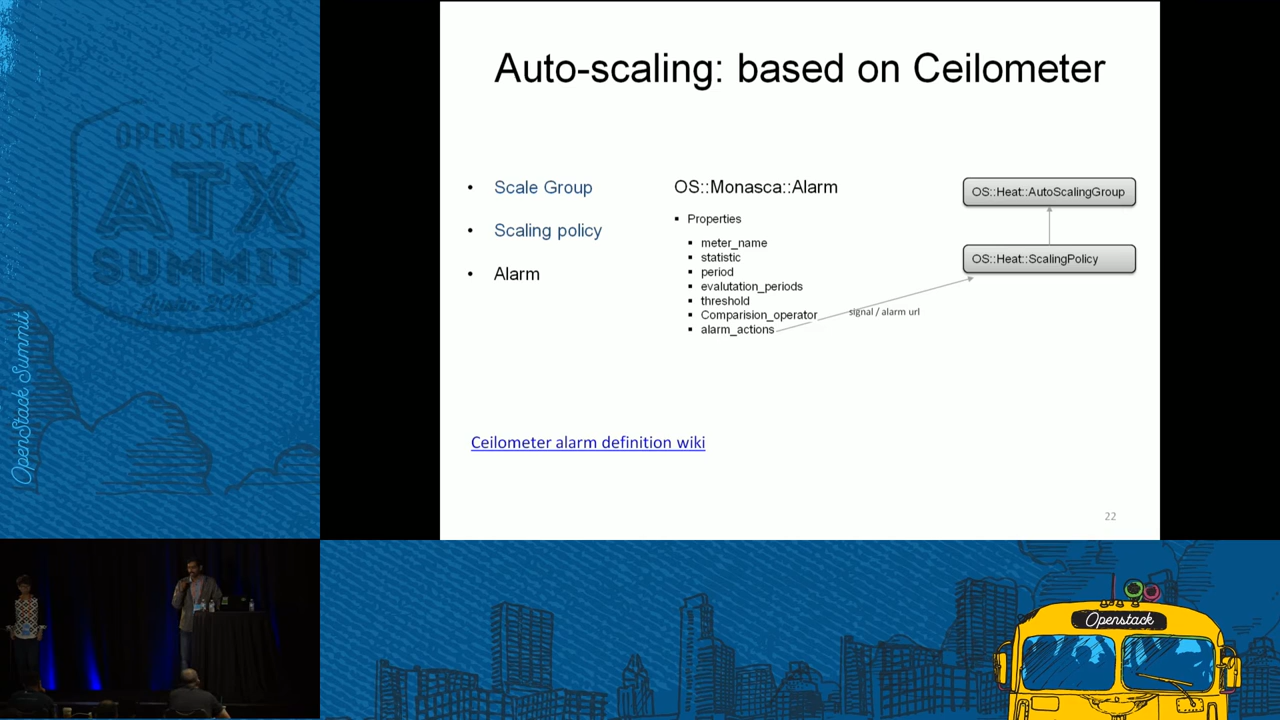 OPENSTACK
ATX
SUMMIT
OpenStack Summit
Auto-scaling: based on Ceilometer
• Scale Group
• Scaling policy
• Alarm
OS::Monasca::Alarm
▪ Properties
▪ meter_name
▪ statistic
▪ period
▪ evalutation_periods
▪ threshold
▪ Comparision_operator
▪ alarm_actions
signal / alarm url
OS::Heat::AutoScalingGroup
OS::Heat::ScalingPolicy
Ceilometer alarm definition wiki
22
Openstack